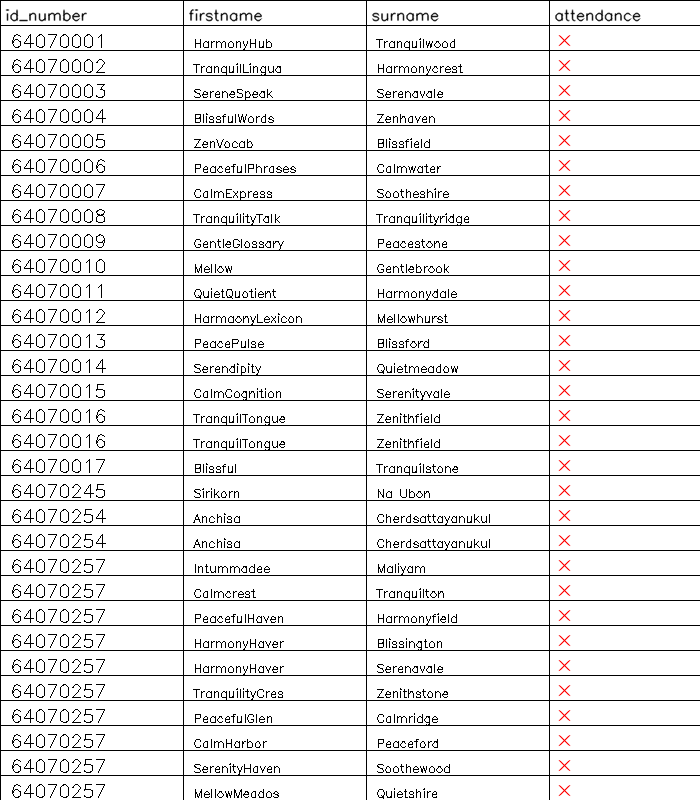 id_number firstname surname attendance
64070001 HarmonyHub Tranquilwood ×
64070002 TranquilLingua Harmonycrest ×
64070003 SereneSpeak Serenavale ×
64070004 BlissfulWords Zenhaven ×
64070005 ZenVocab Blissfield ×
64070006 PeacefulPhrases Calmwater ×
64070007 CalmExpress Sootheshire ×
64070008 TranquilityTalk Tranquilityridge ×
64070009 GentleGlossary Peacestone ×
64070010 Mellow Gentlebrook ×
64070011 QuietQuotient Harmonydale ×
64070012 HarmaonyLexicon Mellowhurst ×
64070013 PeacePulse Blissford ×
64070014 Serendipity Quietmeadow ×
64070015 CalmCognition Serenityvale ×
64070016 TranquilTongue Zenithfield ×
64070016 TranquilTongue Zenithfield ×
64070017 Blissful Tranquilstone ×
64070245 Sirikorn Na Ubon ×
64070254 Anchisa Cherdsattayanukul ×
64070254 Anchisa Cherdsattayanukul ×
64070257 Intummadee Maliyam ×
64070257 Calmcrest Tranquilton ×
64070257 PeacefulHaven Harmonyfield ×
64070257 HarmonyHaver Blissington ×
64070257 HarmonyHaver Serenavale ×
64070257 TranquilityCres Zenithstone ×
64070257 PeacefulGlen Calmridge ×
64070257 CalmHarbor Peaceford ×
64070257 SerenityHaven Soothewood ×
64070257 MellowMeados Quietshire ×